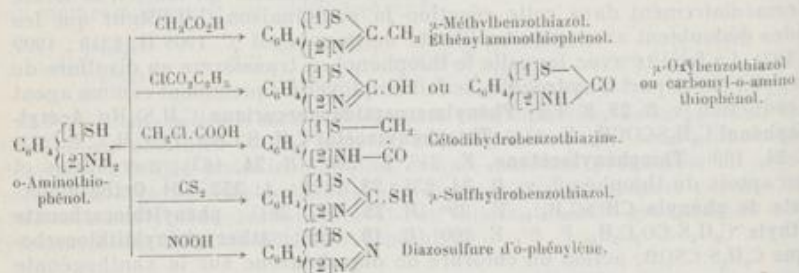 CH₃CO₂H
C₆H₄ [1]S [2]N C.CH₃ μ-Méthylbenzothiazol.
Éthénylaminothiophénol.
ClCO₂C₂H₅
C₆H₄ [1]S [2]N C.OH ou C₆H₄ [1]S— [2]NH CO
μ-Oxybenzothiazol
ou carbonyl-o-amino
thiophénol.
C₆H₄ [1]SH [2]NH₂
o-Aminothio-
phénol.
CH₂Cl.COOH
C₆H₄ [1]S —CH₂ [2]NH—CO Cétodihydrobenzothiazine.
CS₂
C₆H₄ [1]S [2]N C.SH μ-Sulfhydrobenzothiazol.
NOOH
C₆H₄ [1]S [2]N N Diazosulfure d'o-phénylène.